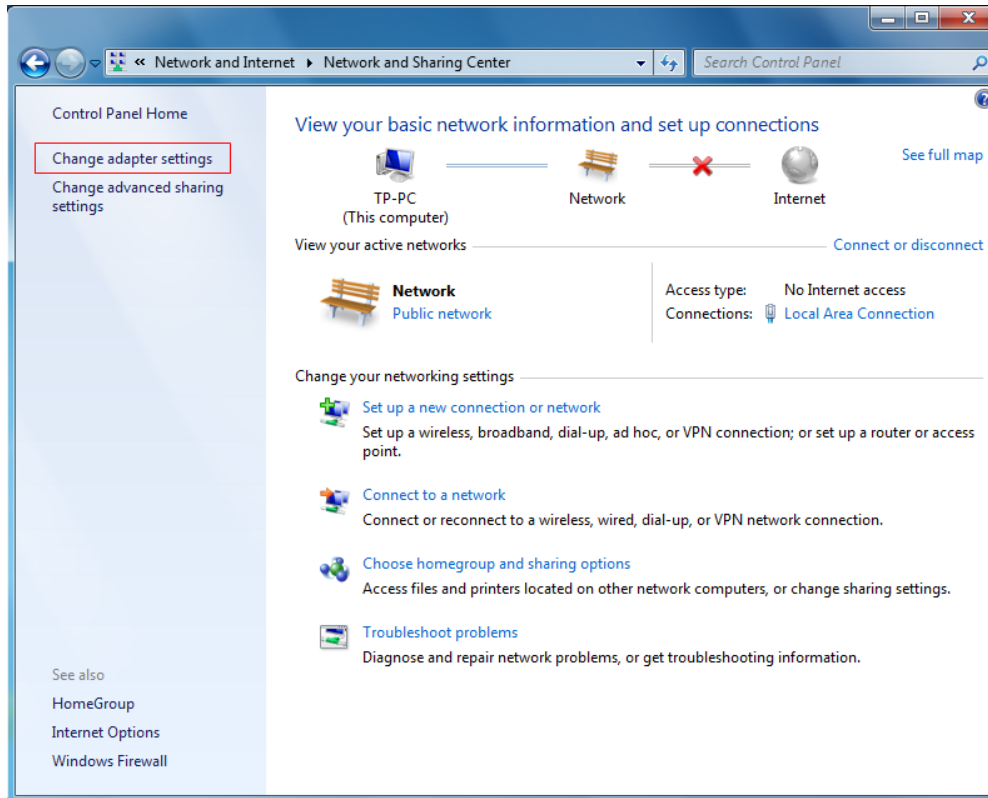 « Network and Internet ▸ Network and Sharing Center
Search Control Panel
Control Panel Home
Change adapter settings
Change advanced sharing
settings
See also
HomeGroup
Internet Options
Windows Firewall
View your basic network information and set up connections
See full map
TP-PC
(This computer)
Network
Internet
View your active networks
Connect or disconnect
Network
Public network
Access type: No Internet access
Connections: Local Area Connection
Change your networking settings
Set up a new connection or network
Set up a wireless, broadband, dial-up, ad hoc, or VPN connection; or set up a router or access
point.
Connect to a network
Connect or reconnect to a wireless, wired, dial-up, or VPN network connection.
Choose homegroup and sharing options
Access files and printers located on other network computers, or change sharing settings.
Troubleshoot problems
Diagnose and repair network problems, or get troubleshooting information.